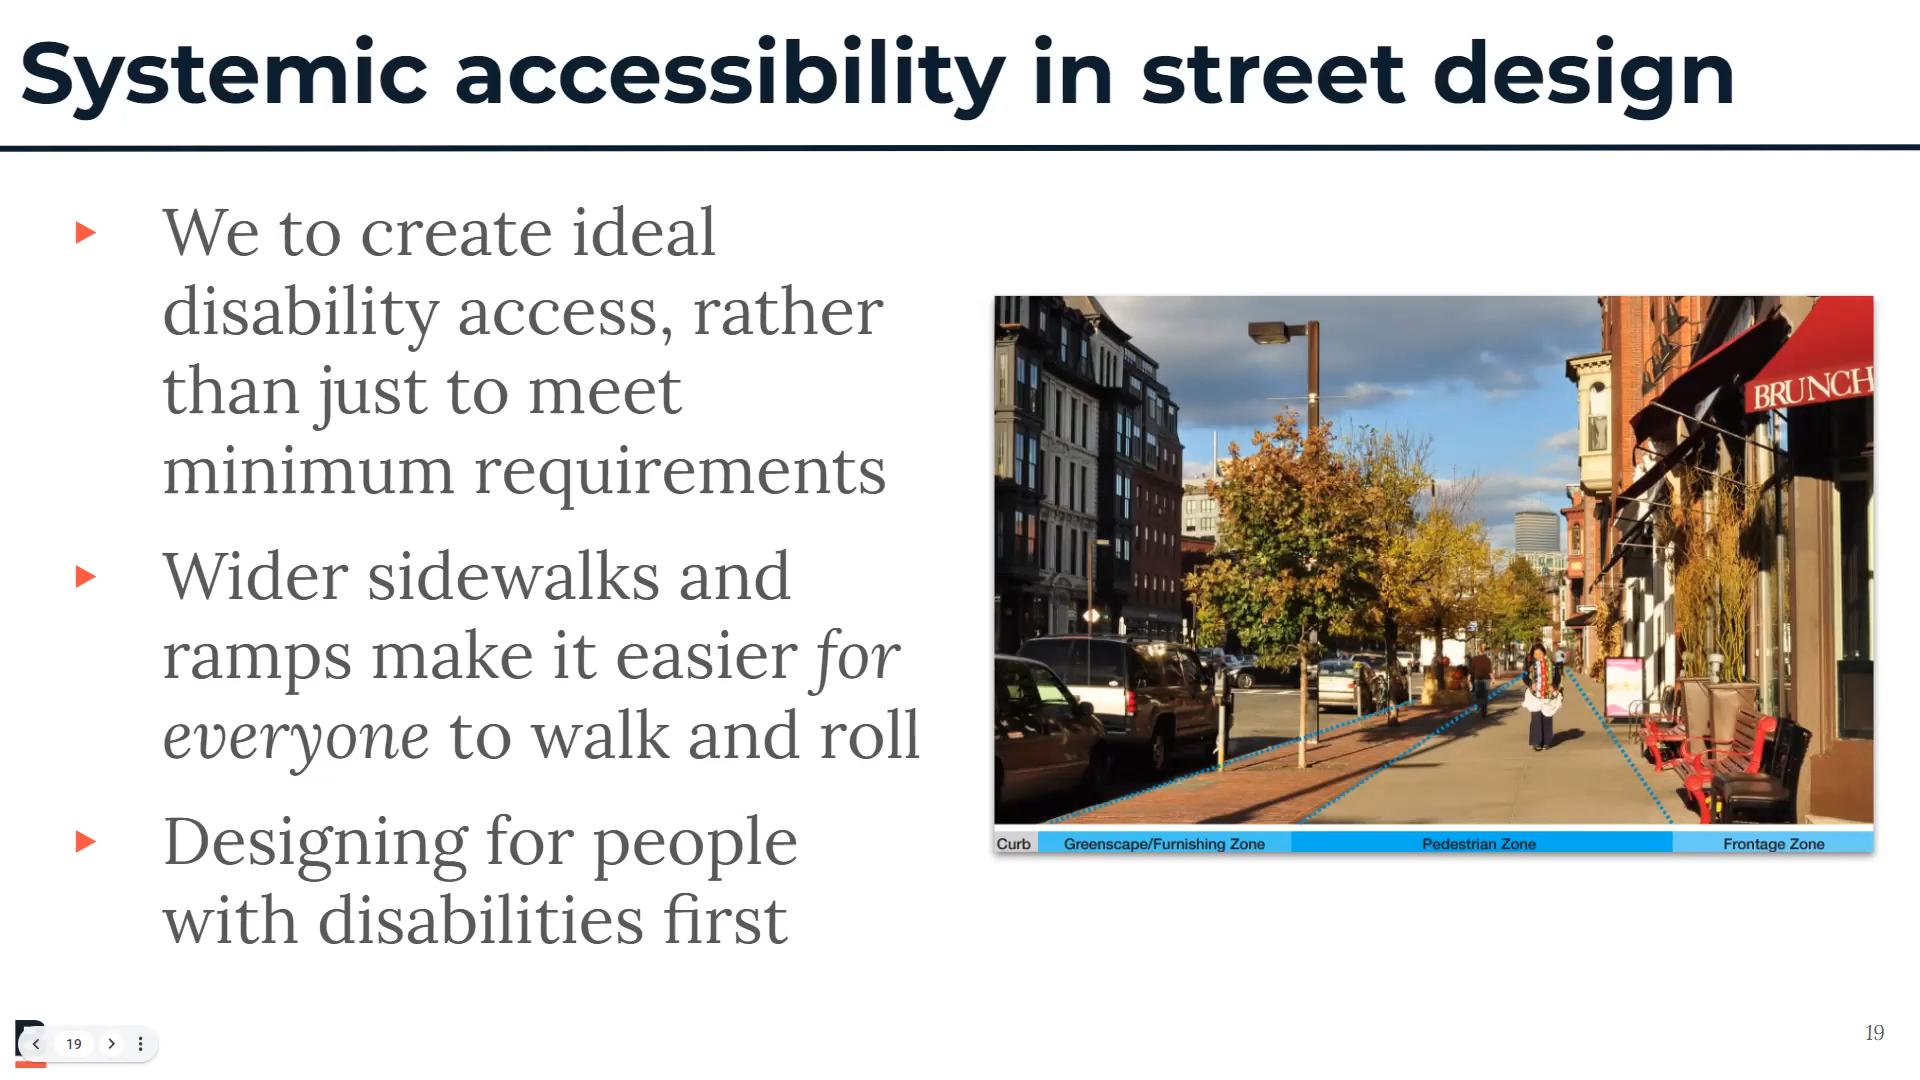 Systemic accessibility in street design
We to create ideal
disability access, rather
than just to meet
minimum requirements
Wider sidewalks and
ramps make it easier for
everyone to walk and roll
Designing for people
with disabilities first
BRUNCH
Curb Greenscape/Furnishing Zone Pedestrian Zone Frontage Zone
19
19